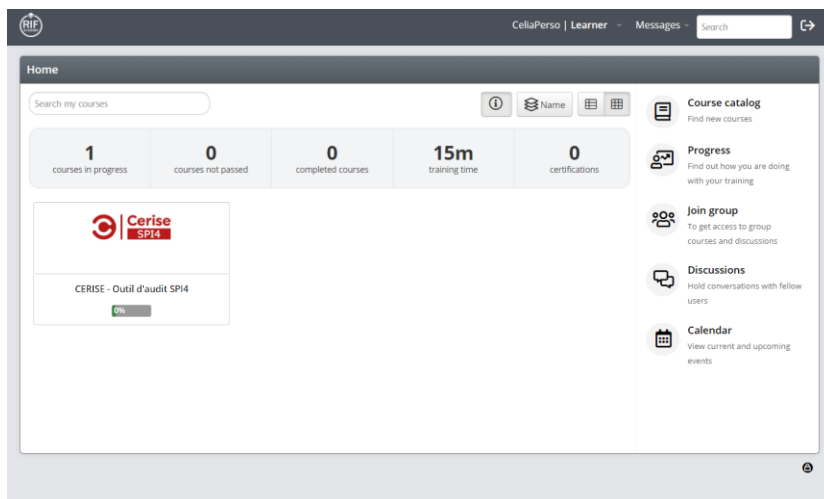 RIF
CeliaPerso | Learner
Messages
Search
Home
Search my courses
Name
1
courses in progress
0
courses not passed
0
completed courses
15m
training time
0
certifications
Cerise
SPI4
CERISE - Outil d'audit SPI4
0%
Course catalog
Find new courses
Progress
Find out how you are doing
with your training
Join group
To get access to group
courses and discussions
Discussions
Hold conversations with fellow
users
Calendar
View current and upcoming
events